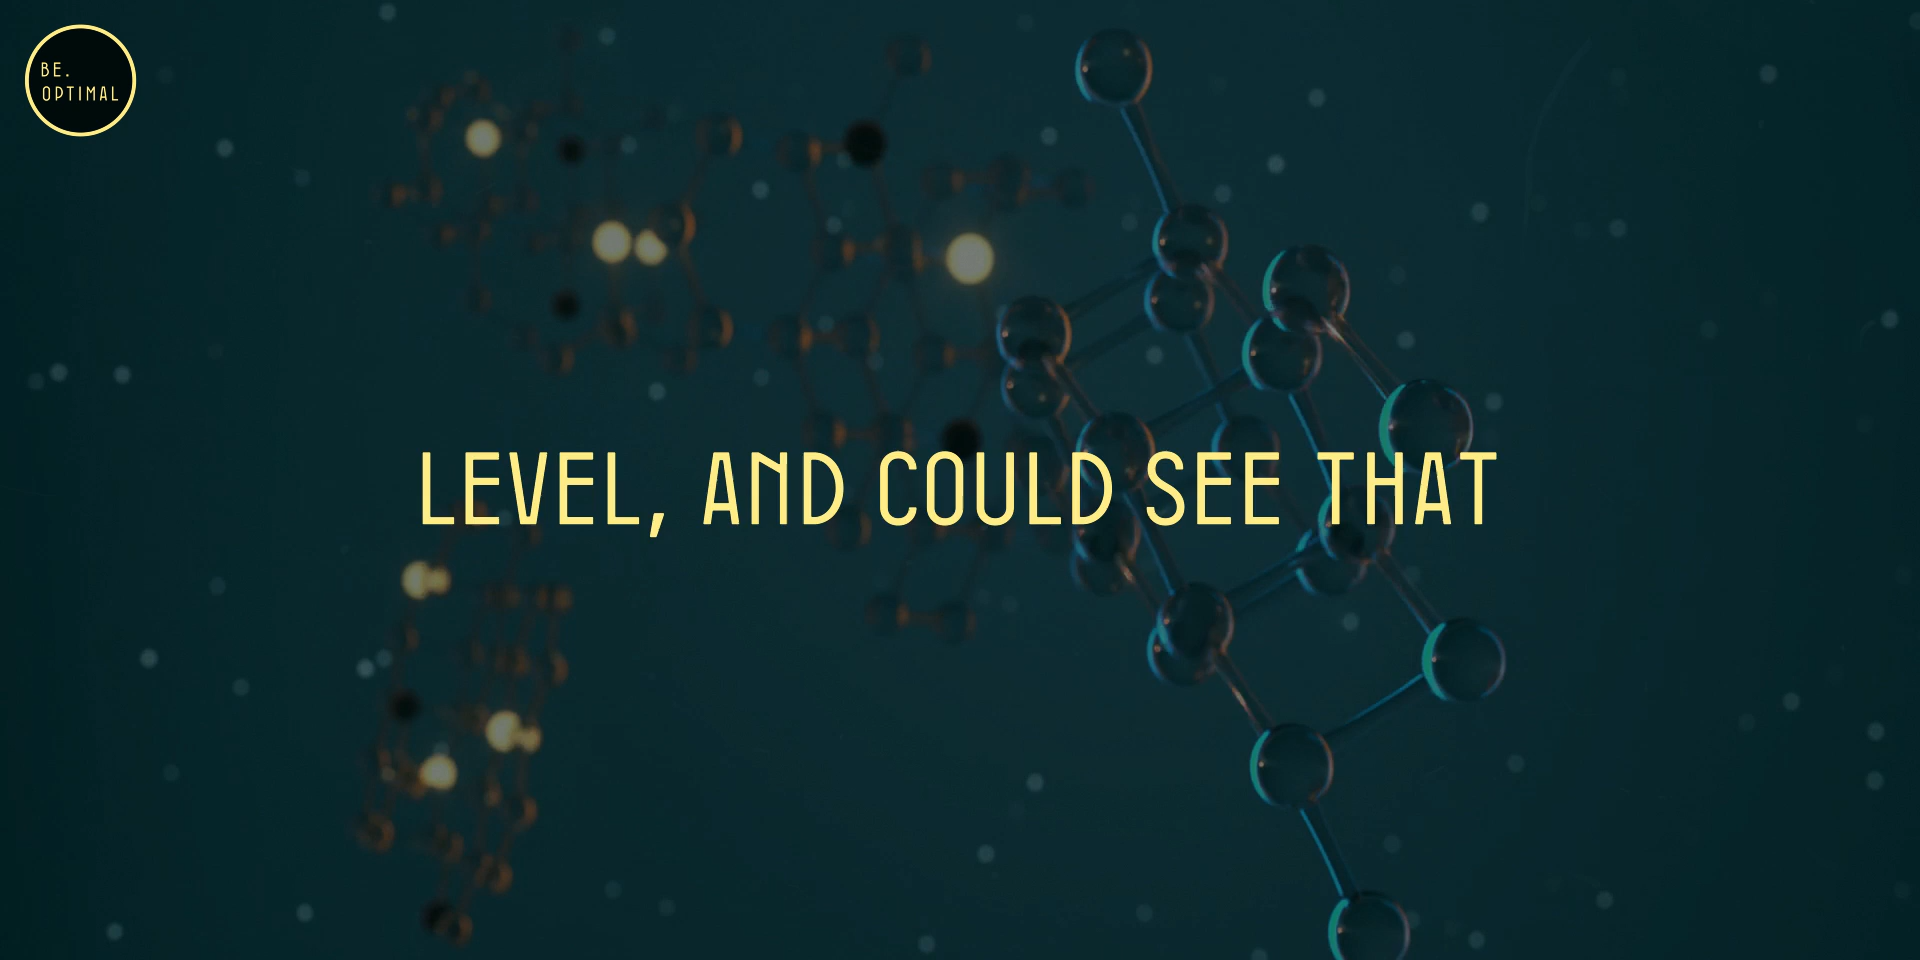 BE.
OPTIMAL
LEVEL, AND COULD SEE THAT